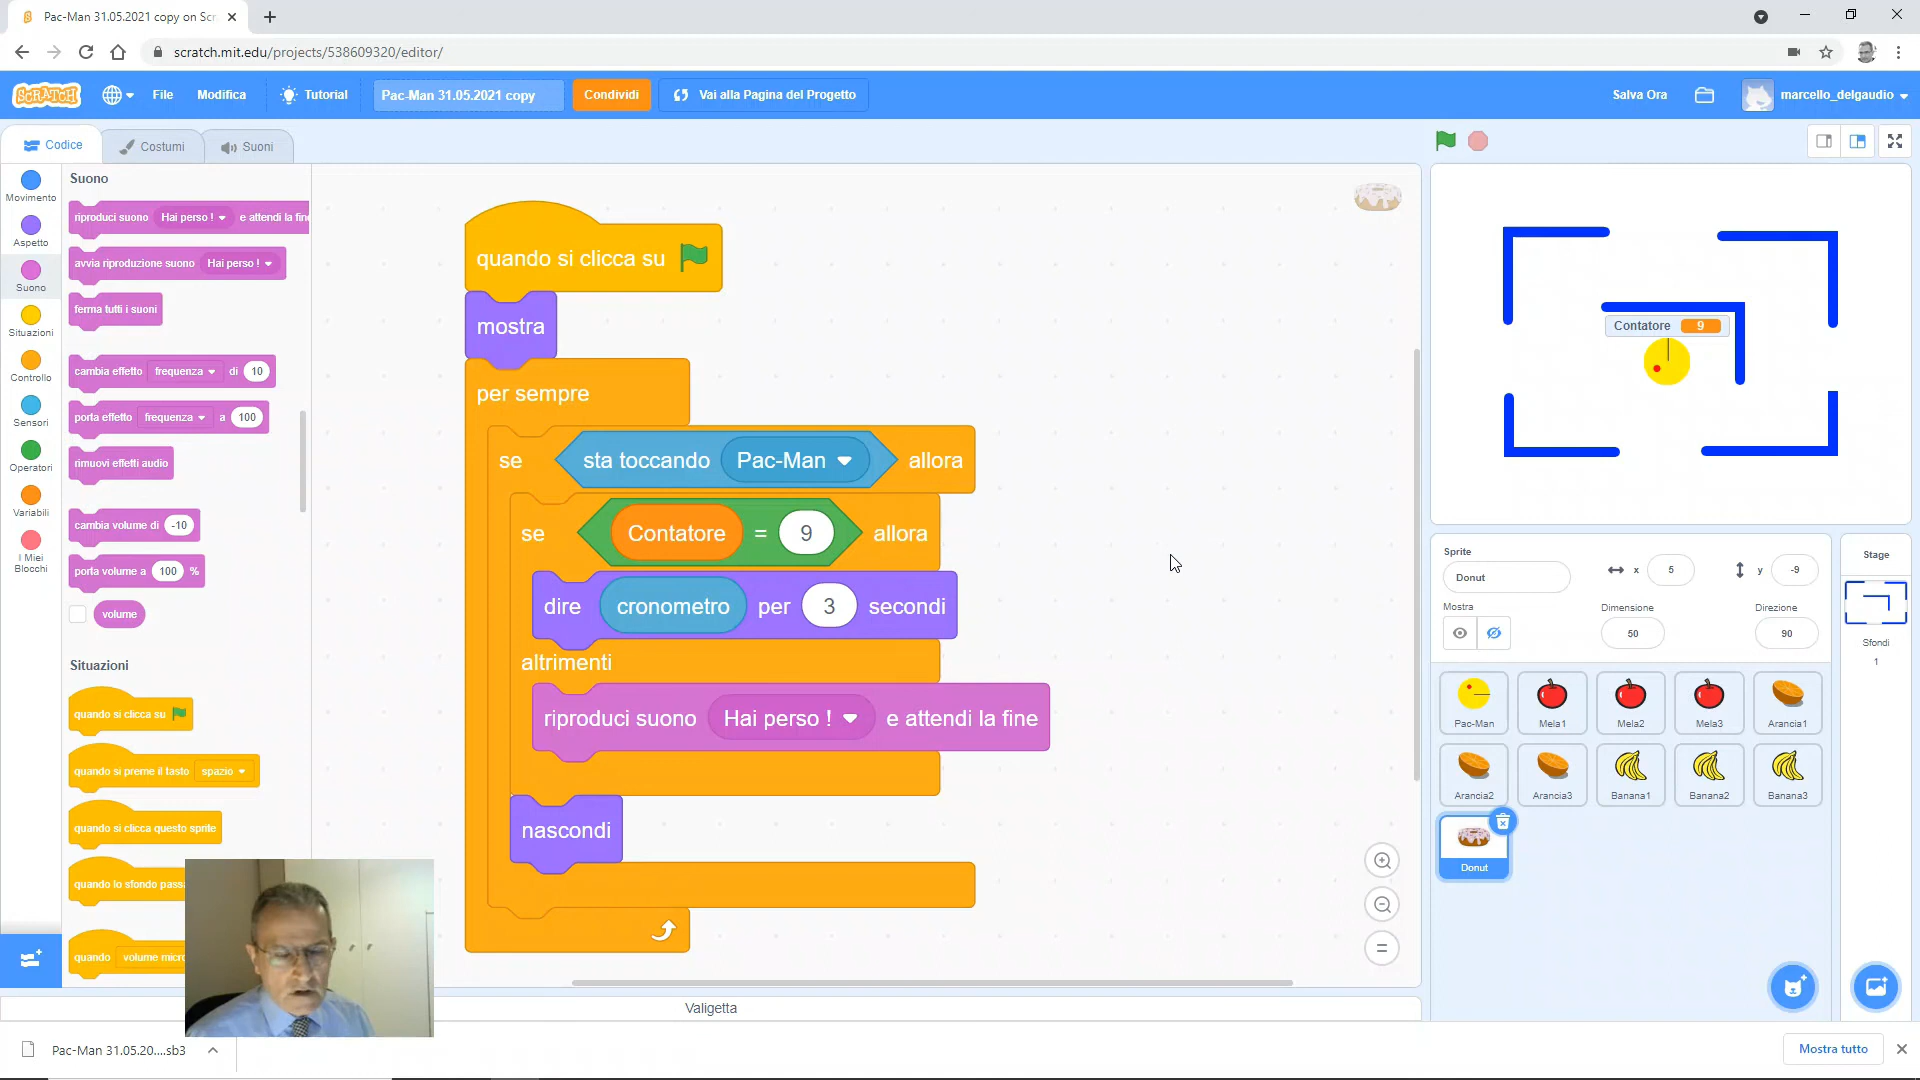 Pac-Man 31.05.2021 copy on Scr
scratch.mit.edu/projects/538609320/editor/
SCRATCH
File
Modifica
Tutorial
Pac-Man 31.05.2021 copy
Condividi
Vai alla Pagina del Progetto
Salva Ora
marcello_delgaudio
Codice
Costumi
Suoni
Movimento
Aspetto
Suono
Situazioni
Controllo
Sensori
Operatori
Variabili
I Miei
Blocchi
Suono
riproduci suono Hai perso ! e attendi la fine
avvia riproduzione suono Hai perso !
ferma tutti i suoni
cambia effetto frequenza di 10
porta effetto frequenza a 100
rimuovi effetti audio
cambia volume di -10
porta volume a 100 %
volume
Situazioni
quando si clicca su
quando si preme il tasto spazio
quando si clicca questo sprite
quando lo sfondo pass
quando volume micro
quando si clicca su
mostra
per sempre
se sta toccando Pac-Man allora
se Contatore = 9 allora
dire cronometro per 3 secondi
altrimenti
riproduci suono Hai perso ! e attendi la fine
nascondi
Valigetta
Contatore 9
Sprite
Donut
x 5
y -9
Mostra
Dimensione
50
Direzione
90
Pac-Man
Mela1
Mela2
Mela3
Arancia1
Arancia2
Arancia3
Banana1
Banana2
Banana3
Donut
Stage
Sfondi
1
Pac-Man 31.05.20....sb3
Mostra tutto